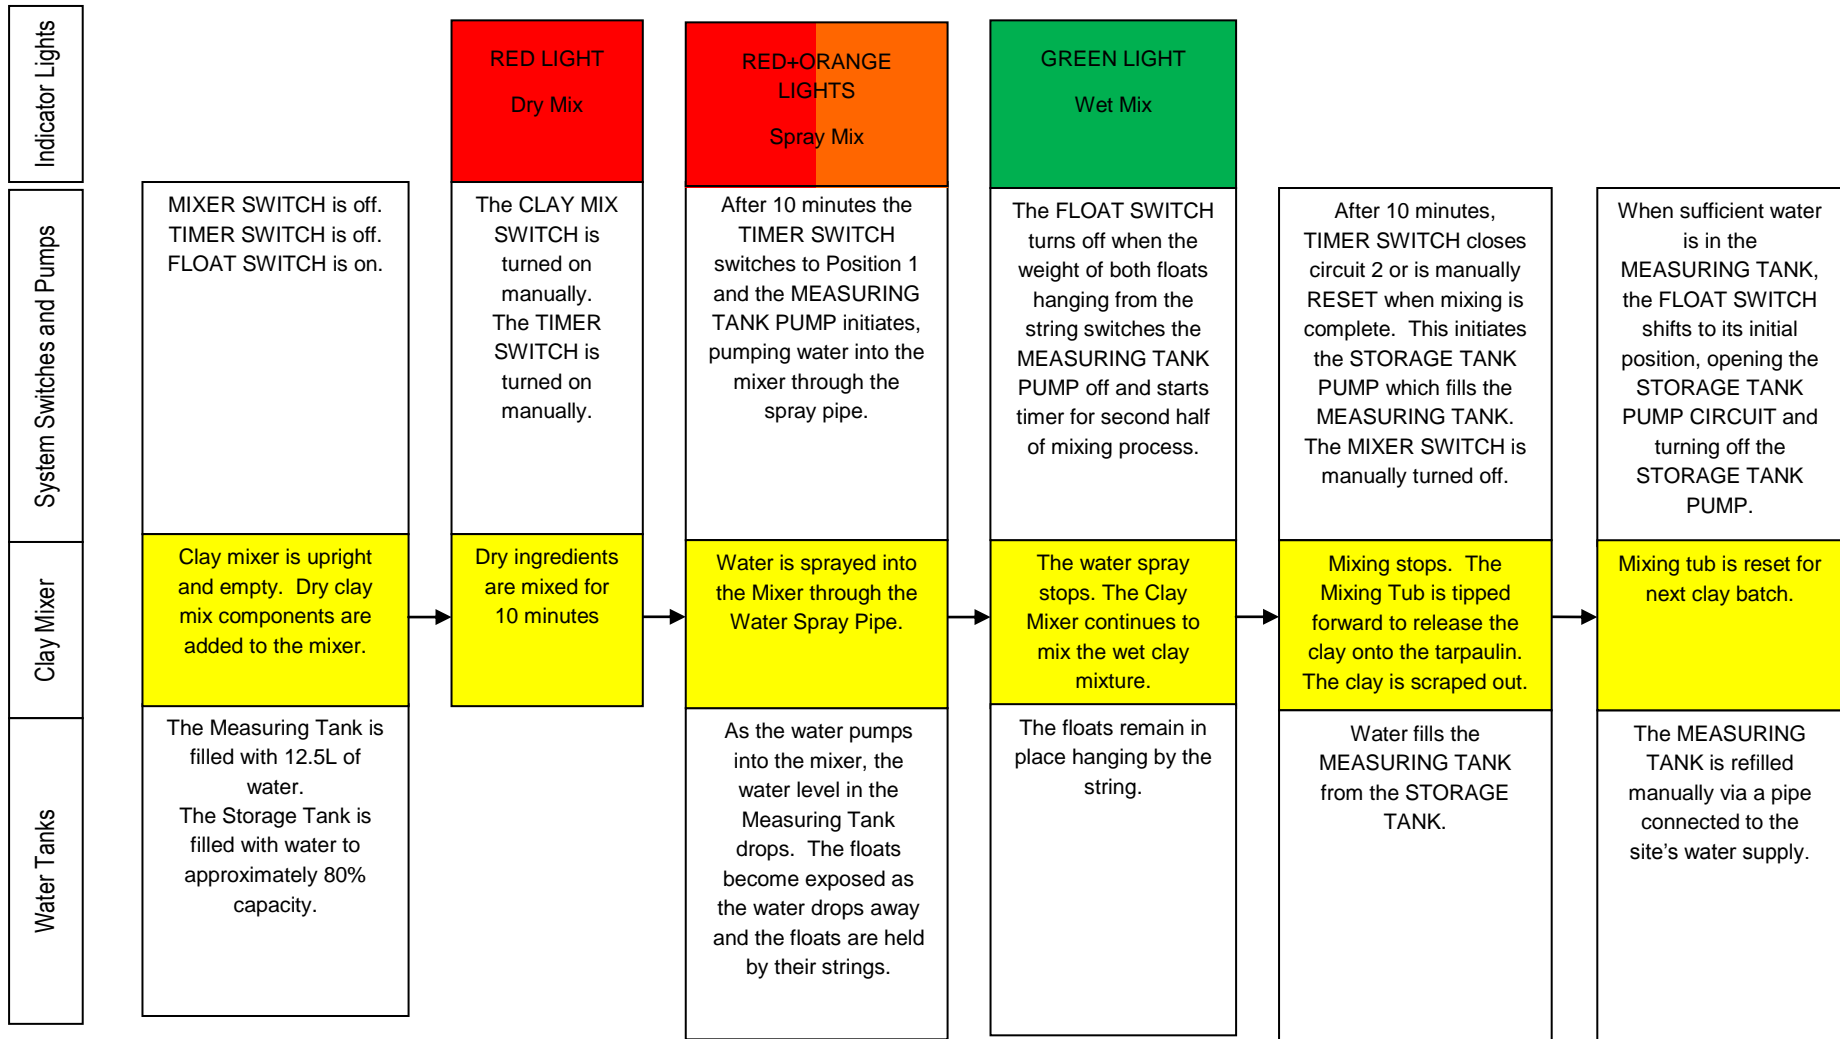 Indicator Lights
RED LIGHT
Dry Mix
RED+ORANGE
LIGHTS
Spray Mix
GREEN LIGHT
Wet Mix
System Switches and Pumps
MIXER SWITCH is off.
TIMER SWITCH is off.
FLOAT SWITCH is on.
The CLAY MIX
SWITCH is
turned on
manually.
The TIMER
SWITCH is
turned on
manually.
After 10 minutes the
TIMER SWITCH
switches to Position 1
and the MEASURING
TANK PUMP initiates,
pumping water into the
mixer through the
spray pipe.
The FLOAT SWITCH
turns off when the
weight of both floats
hanging from the
string switches the
MEASURING TANK
PUMP off and starts
timer for second half
of mixing process.
After 10 minutes,
TIMER SWITCH closes
circuit 2 or is manually
RESET when mixing is
complete. This initiates
the STORAGE TANK
PUMP which fills the
MEASURING TANK.
The MIXER SWITCH is
manually turned off.
When sufficient water
is in the
MEASURING TANK,
the FLOAT SWITCH
shifts to its initial
position, opening the
STORAGE TANK
PUMP CIRCUIT and
turning off the
STORAGE TANK
PUMP.
Clay Mixer
Clay mixer is upright
and empty. Dry clay
mix components are
added to the mixer.
Dry ingredients
are mixed for
10 minutes
Water is sprayed into
the Mixer through the
Water Spray Pipe.
The water spray
stops. The Clay
Mixer continues to
mix the wet clay
mixture.
Mixing stops. The
Mixing Tub is tipped
forward to release the
clay onto the tarpaulin.
The clay is scraped out.
Mixing tub is reset for
next clay batch.
Water Tanks
The Measuring Tank is
filled with 12.5L of
water.
The Storage Tank is
filled with water to
approximately 80%
capacity.
As the water pumps
into the mixer, the
water level in the
Measuring Tank
drops. The floats
become exposed as
the water drops away
and the floats are held
by their strings.
The floats remain in
place hanging by the
string.
Water fills the
MEASURING TANK
from the STORAGE
TANK.
The MEASURING
TANK is refilled
manually via a pipe
connected to the
site's water supply.